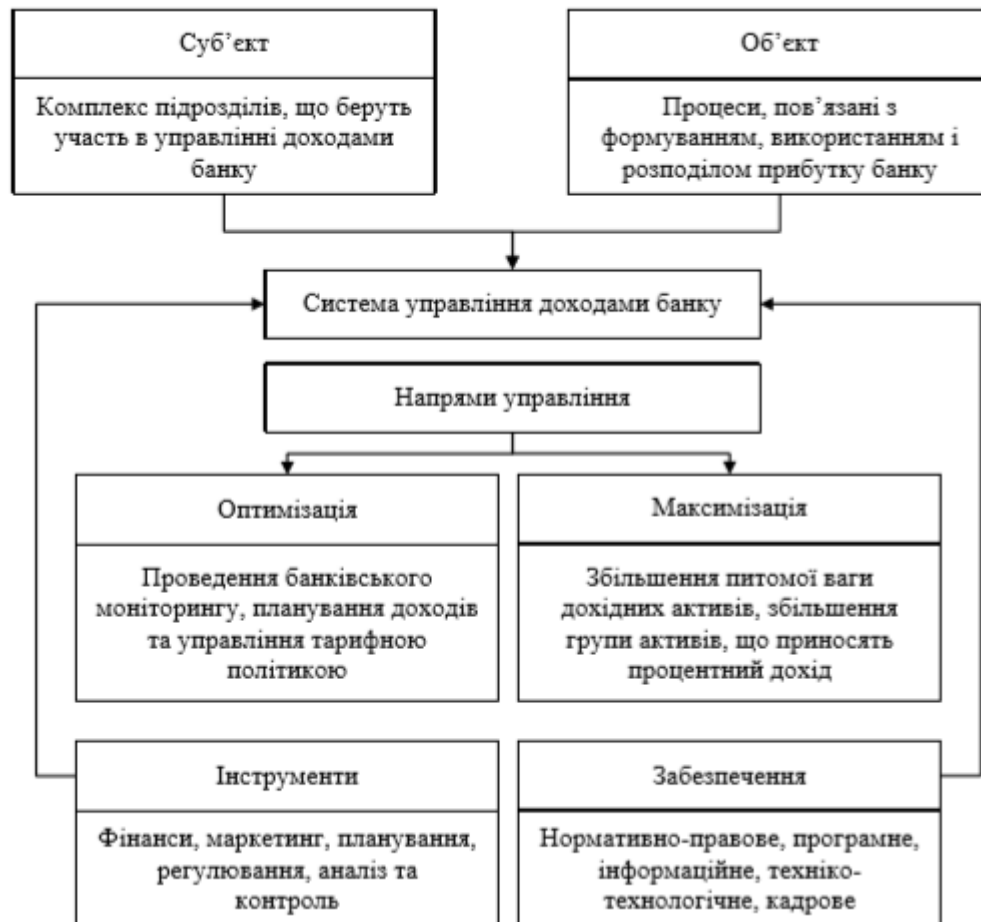 Суб’єкт
Комплекс підрозділів, що беруть
участь в управлінні доходами
банку
Об’єкт
Процеси, пов’язані з
формуванням, використанням і
розподілом прибутку банку
Система управління доходами банку
Напрями управління
Оптимізація
Проведення банківського
моніторингу, планування доходів
та управління тарифною
політикою
Максимізація
Збільшення питомої ваги
дохідних активів, збільшення
групи активів, що приносять
процентний дохід
Інструменти
Фінанси, маркетинг, планування,
регулювання, аналіз та
контроль
Забезпечення
Нормативно-правове, програмне,
інформаційне, техніко-
технологічне, кадрове